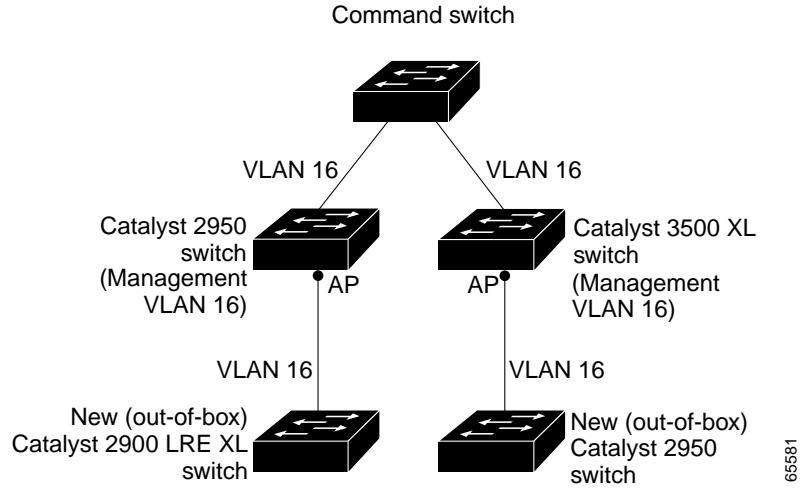 Command switch
VLAN 16
VLAN 16
Catalyst 2950
switch
(Management
VLAN 16)
AP
AP
Catalyst 3500 XL
switch
(Management
VLAN 16)
VLAN 16
VLAN 16
New (out-of-box)
Catalyst 2900 LRE XL
switch
New (out-of-box)
Catalyst 2950
switch
65581